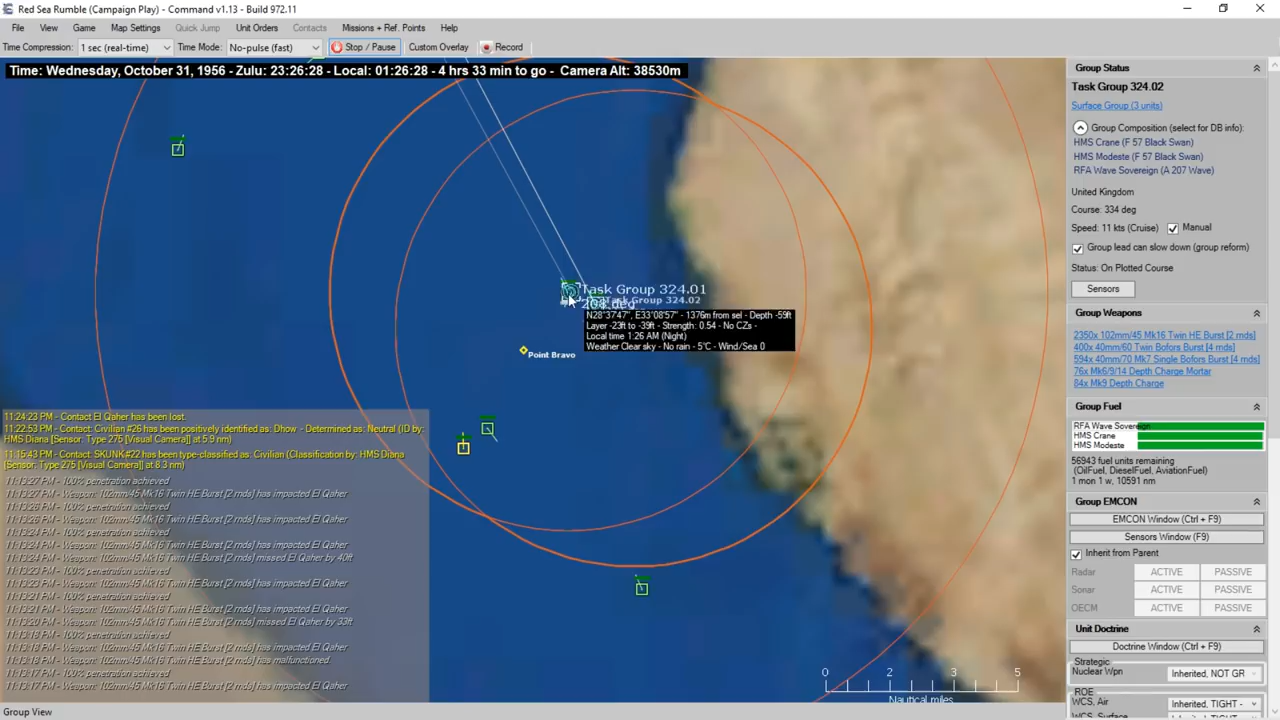 Red Sea Rumble (Campaign Play) - Command v1.13 - Build 972.11
File View Game Map Settings Quick Jump Unit Orders Contacts Missions + Ref. Points Help
Time Compression: 1 sec (real-time) Time Mode: No-pulse (fast) Stop / Pause Custom Overlay Record
Time: Wednesday, October 31, 1956 - Zulu: 23:26:28 - Local: 01:26:28 - 4 hrs 33 min to go - Camera Alt: 38530m
Task Group 324.01
Task Group 324.02
204 deg
N28°37'47", E33°08'57" - 1376m from sel - Depth -59ft
Layer -23ft to -39ft - Strength: 0.54 - No CZs -
Local time 1:26 AM (Night)
Weather Clear sky - No rain - 5°C - Wind/Sea 0
Point Bravo
11:24:23 PM - Contact El Qaher has been lost.
11:22:53 PM - Contact: Civilian #26 has been positively identified as: Dhow - Determined as: Neutral (ID by:
HMS Diana [Sensor: Type 275 [Visual Camera]] at 5.9 nm)
11:15:43 PM - Contact: SKUNK #22 has been type-classified as: Civilian (Classification by: HMS Diana
[Sensor: Type 275 [Visual Camera]] at 8.3 nm)
11:13:27 PM - 100% penetration achieved
11:13:27 PM - Weapon: 102mm/45 Mk16 Twin HE Burst [2 rnds] has impacted El Qaher
11:13:26 PM - 100% penetration achieved
11:13:26 PM - Weapon: 102mm/45 Mk16 Twin HE Burst [2 rnds] has impacted El Qaher
11:13:24 PM - 100% penetration achieved
11:13:24 PM - Weapon: 102mm/45 Mk16 Twin HE Burst [2 rnds] has impacted El Qaher
11:13:24 PM - Weapon: 102mm/45 Mk16 Twin HE Burst [2 rnds] missed El Qaher by 40ft
11:13:23 PM - 100% penetration achieved
11:13:23 PM - Weapon: 102mm/45 Mk16 Twin HE Burst [2 rnds] has impacted El Qaher
11:13:21 PM - 100% penetration achieved
11:13:21 PM - Weapon: 102mm/45 Mk16 Twin HE Burst [2 rnds] has impacted El Qaher
11:13:20 PM - Weapon: 102mm/45 Mk16 Twin HE Burst [2 rnds] missed El Qaher by 33ft
11:13:18 PM - 100% penetration achieved
11:13:18 PM - Weapon: 102mm/45 Mk16 Twin HE Burst [2 rnds] has impacted El Qaher
11:13:18 PM - Weapon: 102mm/45 Mk16 Twin HE Burst [2 rnds] has malfunctioned.
11:13:17 PM - 100% penetration achieved
11:13:17 PM - Weapon: 102mm/45 Mk16 Twin HE Burst [2 rnds] has impacted El Qaher
0 2 3 5
Nautical miles
Group View
Group Status
Task Group 324.02
Surface Group (3 units)
Group Composition (select for DB info):
HMS Crane (F 57 Black Swan)
HMS Modeste (F 57 Black Swan)
RFA Wave Sovereign (A 207 Wave)
United Kingdom
Course: 334 deg
Speed: 11 kts (Cruise) Manual
Group lead can slow down (group reform)
Status: On Plotted Course
Sensors
Group Weapons
2350x 102mm/45 Mk16 Twin HE Burst [2 rnds]
400x 40mm/60 Twin Bofors Burst [4 rnds]
594x 40mm/70 Mk7 Single Bofors Burst [4 rnds]
76x Mk6/9/14 Depth Charge Mortar
84x Mk9 Depth Charge
Group Fuel
RFA Wave Sovereign
HMS Crane
HMS Modeste
56943 fuel units remaining
(OilFuel, DieselFuel, AviationFuel)
1 mon 1 w, 10591 nm)
Group EMCON
EMCON Window (Ctrl + F9)
Sensors Window (F9)
Inherit from Parent
Radar ACTIVE PASSIVE
Sonar ACTIVE PASSIVE
OECM ACTIVE PASSIVE
Unit Doctrine
Doctrine Window (Ctrl + F9)
Strategic
Nuclear Wpn Inherited, NOT GR
ROE
WCS, Air Inherited, TIGHT -
WCS, Surface Inherited, TIGHT -